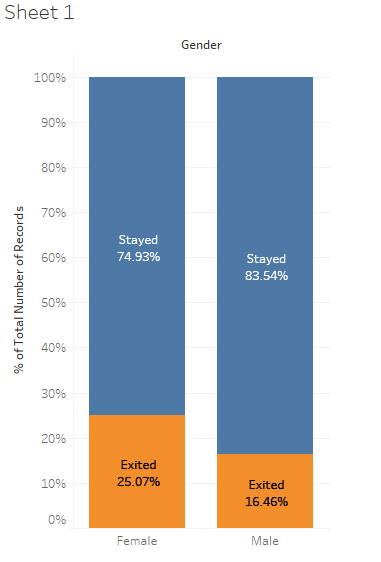 Sheet 1
Gender
% of Total Number of Records
100%
90%
80%
70%
60%
50%
40%
30%
20%
10%
0%
Stayed
74.93%
Exited
25.07%
Stayed
83.54%
Exited
16.46%
Female
Male